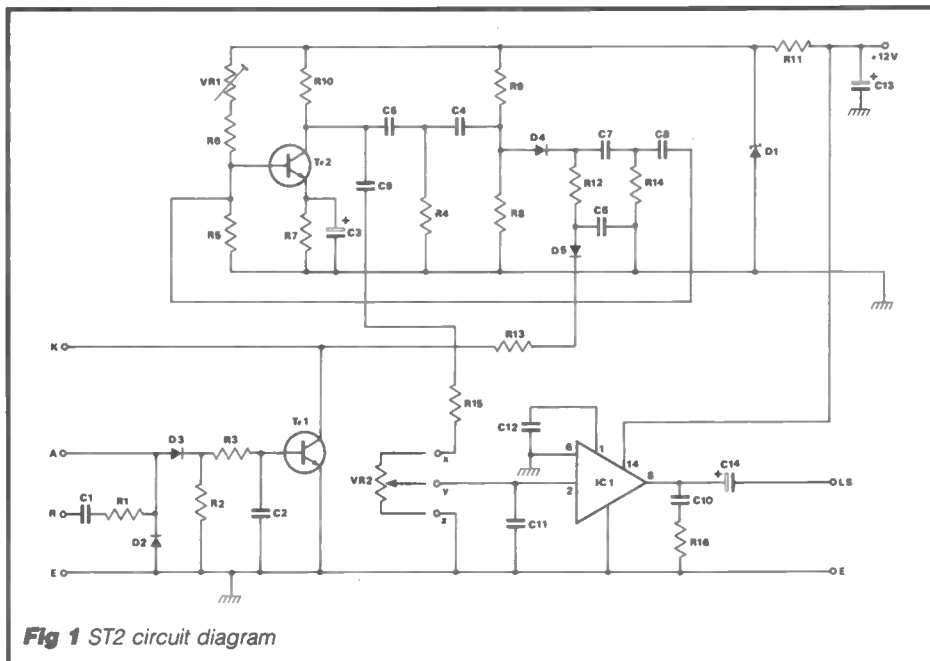 R11
+12V
VR1
R10
R9
+
C13
C5
C4
R6
D4
C7
C8
D1
Tr2
C9
R12
R14
R4
R8
+
R5
R7
C3
C6
D5
K
R13
R15
Tr1
C12
A
D3
R3
x
6
1
14
+
C14
VR2
y
IC1
8
LS
2
R
C1
R1
R2
C2
C10
D2
z
C11
R16
E
E
Fig 1 ST2 circuit diagram